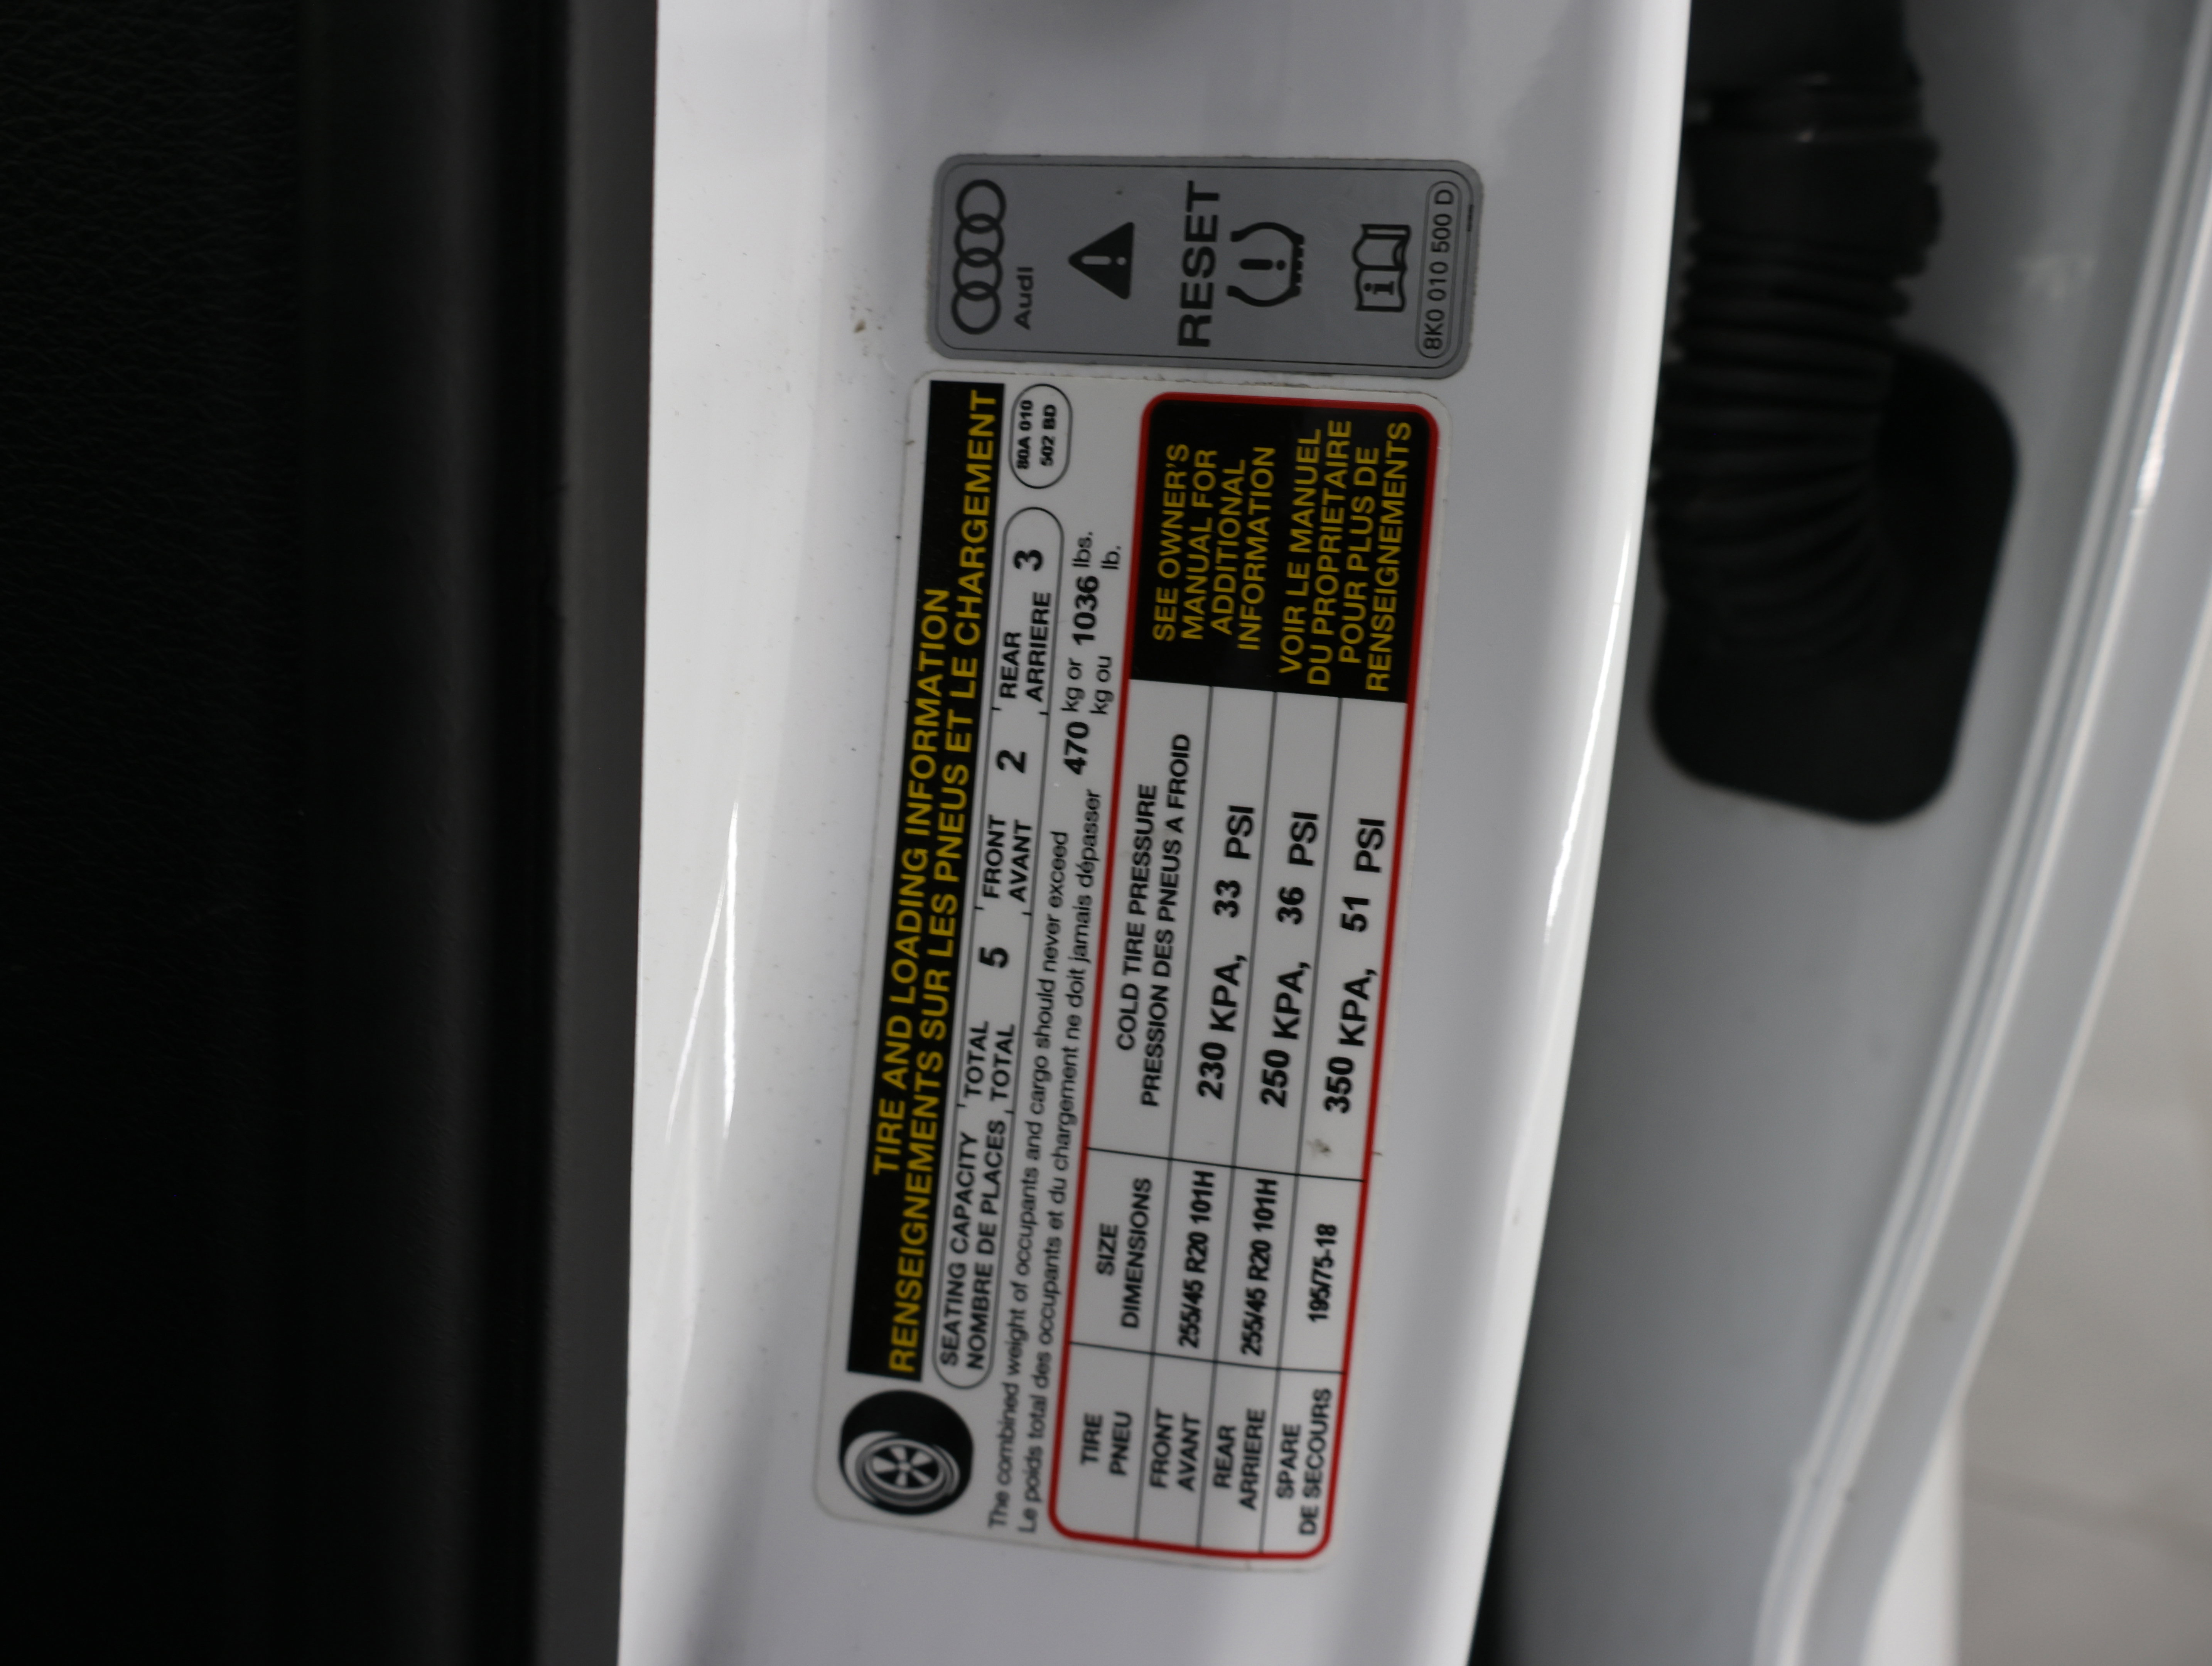 TIRE AND LOADING INFORMATION
RENSEIGNEMENTS SUR LES PNEUS ET LE CHARGEMENT
SEATING CAPACITY TOTAL 5 FRONT 2 REAR 3
NOMBRE DE PLACES TOTAL AVANT ARRIERE
80A 010
502 BD
The combined weight of occupants and cargo should never exceed 470 kg or 1036 lbs.
Le poids total des occupants et du chargement ne doit jamais dépasser kg ou lb.
TIRE SIZE COLD TIRE PRESSURE
PNEU DIMENSIONS PRESSION DES PNEUS A FROID
FRONT
AVANT 255/45 R20 101H 230 KPA, 33 PSI
REAR
ARRIERE 255/45 R20 101H 250 KPA, 36 PSI
SPARE
DE SECOURS 195/75-18 350 KPA, 51 PSI
SEE OWNER'S
MANUAL FOR
ADDITIONAL
INFORMATION
VOIR LE MANUEL
DU PROPRIETAIRE
POUR PLUS DE
RENSEIGNEMENTS
Audi
RESET
8K0 010 500 D